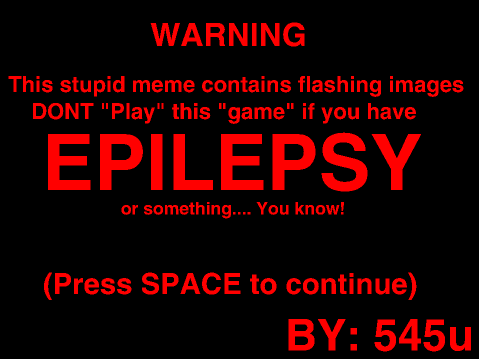 WARNING
This stupid meme contains flashing images
DONT "Play" this "game" if you have
EPILEPSY
or something.... You know!
(Press SPACE to continue)
BY: 545u